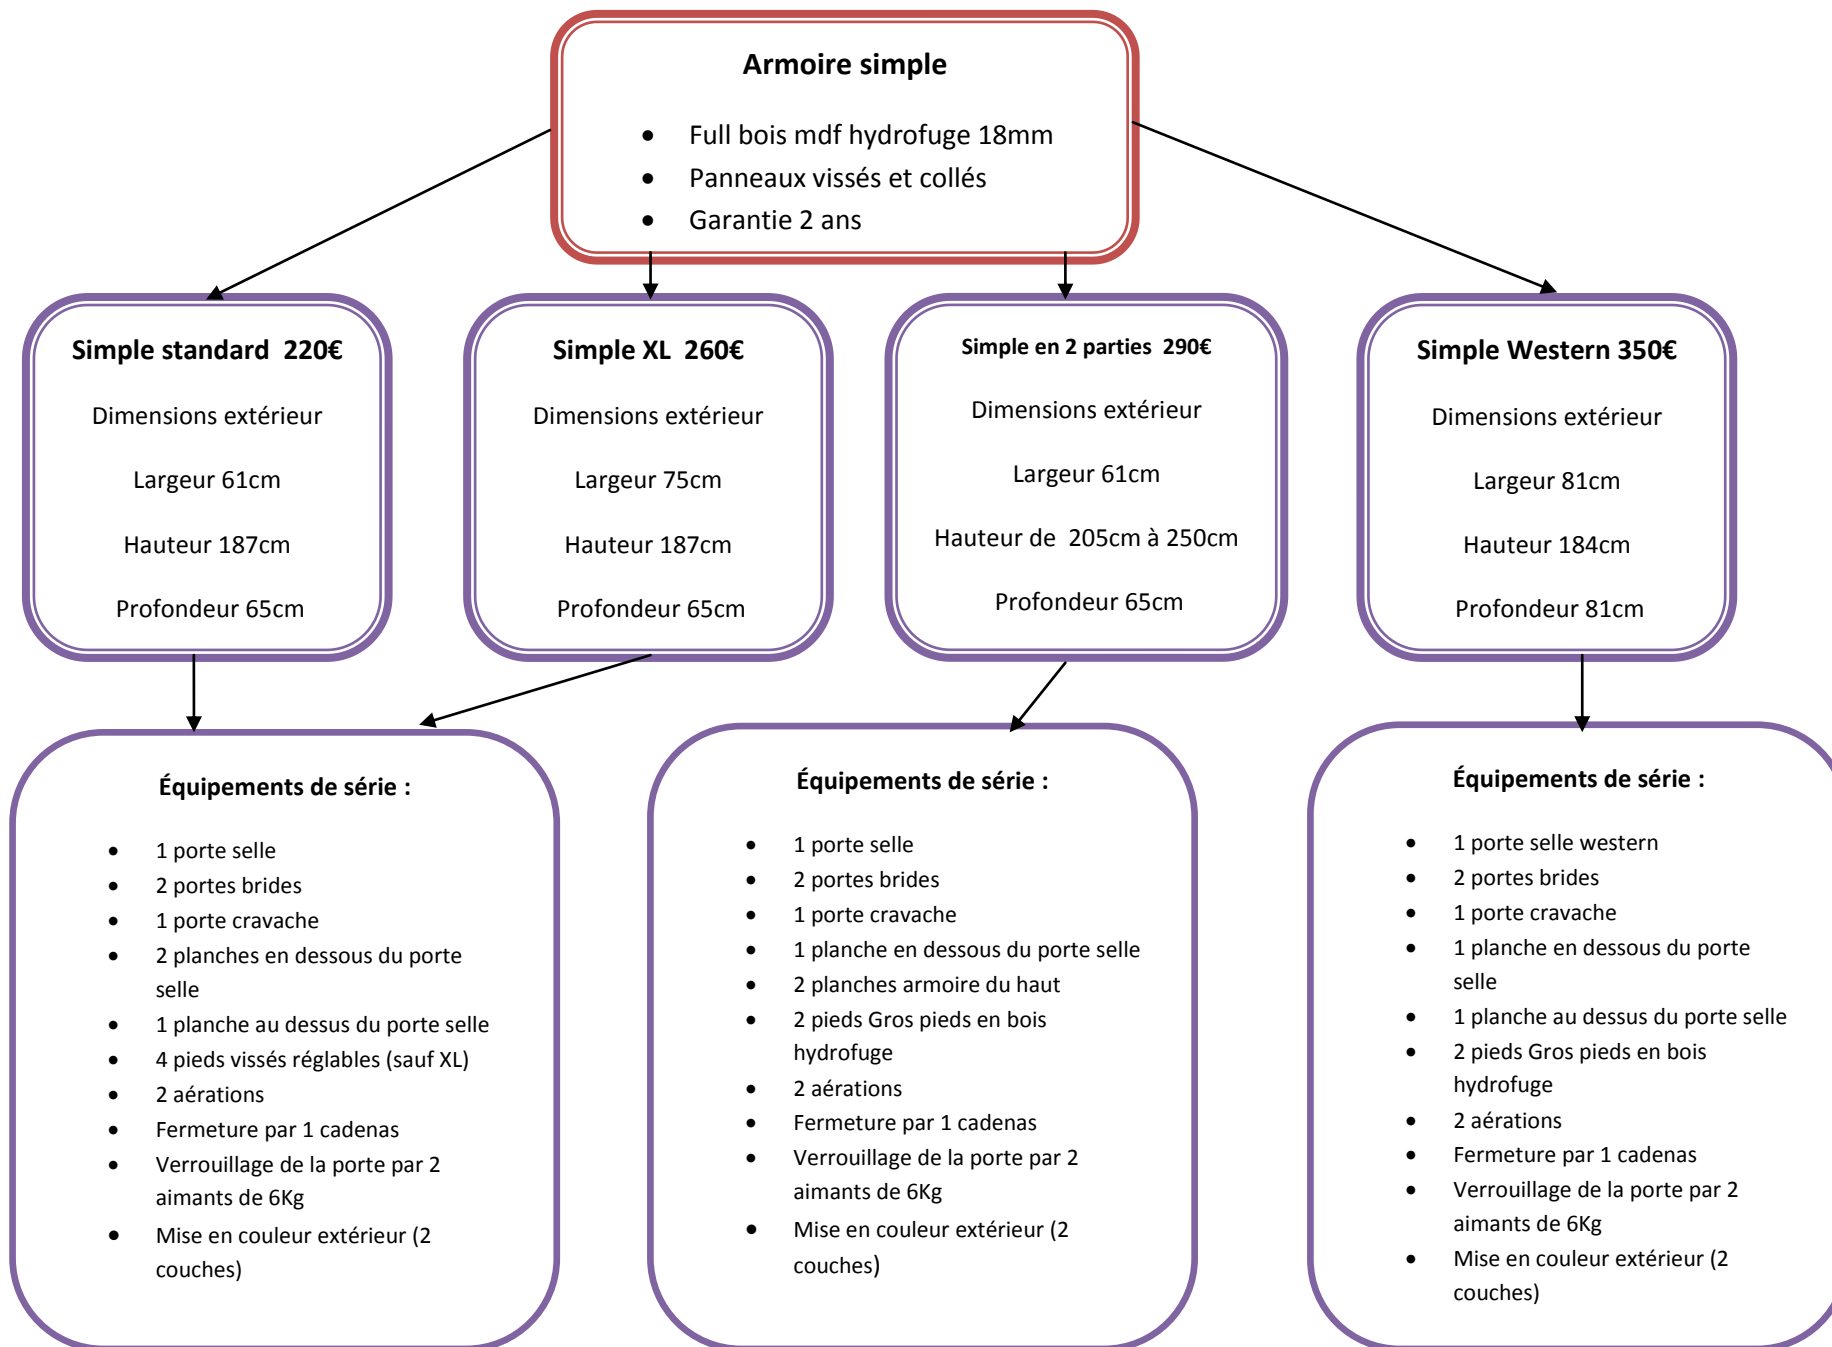 Armoire simple
• Full bois mdf hydrofuge 18mm
• Panneaux vissés et collés
• Garantie 2 ans
Simple standard  220€
Dimensions extérieur
Largeur 61cm
Hauteur 187cm
Profondeur 65cm
Simple XL  260€
Dimensions extérieur
Largeur 75cm
Hauteur 187cm
Profondeur 65cm
Simple en 2 parties  290€
Dimensions extérieur
Largeur 61cm
Hauteur de  205cm à 250cm
Profondeur 65cm
Simple Western 350€
Dimensions extérieur
Largeur 81cm
Hauteur 184cm
Profondeur 81cm
Équipements de série :
• 1 porte selle
• 2 portes brides
• 1 porte cravache
• 2 planches en dessous du porte
selle
• 1 planche au dessus du porte selle
• 4 pieds vissés réglables (sauf XL)
• 2 aérations
• Fermeture par 1 cadenas
• Verrouillage de la porte par 2
aimants de 6Kg
• Mise en couleur extérieur (2
couches)
Équipements de série :
• 1 porte selle
• 2 portes brides
• 1 porte cravache
• 1 planche en dessous du porte selle
• 2 planches armoire du haut
• 2 pieds Gros pieds en bois
hydrofuge
• 2 aérations
• Fermeture par 1 cadenas
• Verrouillage de la porte par 2
aimants de 6Kg
• Mise en couleur extérieur (2
couches)
Équipements de série :
• 1 porte selle western
• 2 portes brides
• 1 porte cravache
• 1 planche en dessous du porte
selle
• 1 planche au dessus du porte selle
• 2 pieds Gros pieds en bois
hydrofuge
• 2 aérations
• Fermeture par 1 cadenas
• Verrouillage de la porte par 2
aimants de 6Kg
• Mise en couleur extérieur (2
couches)